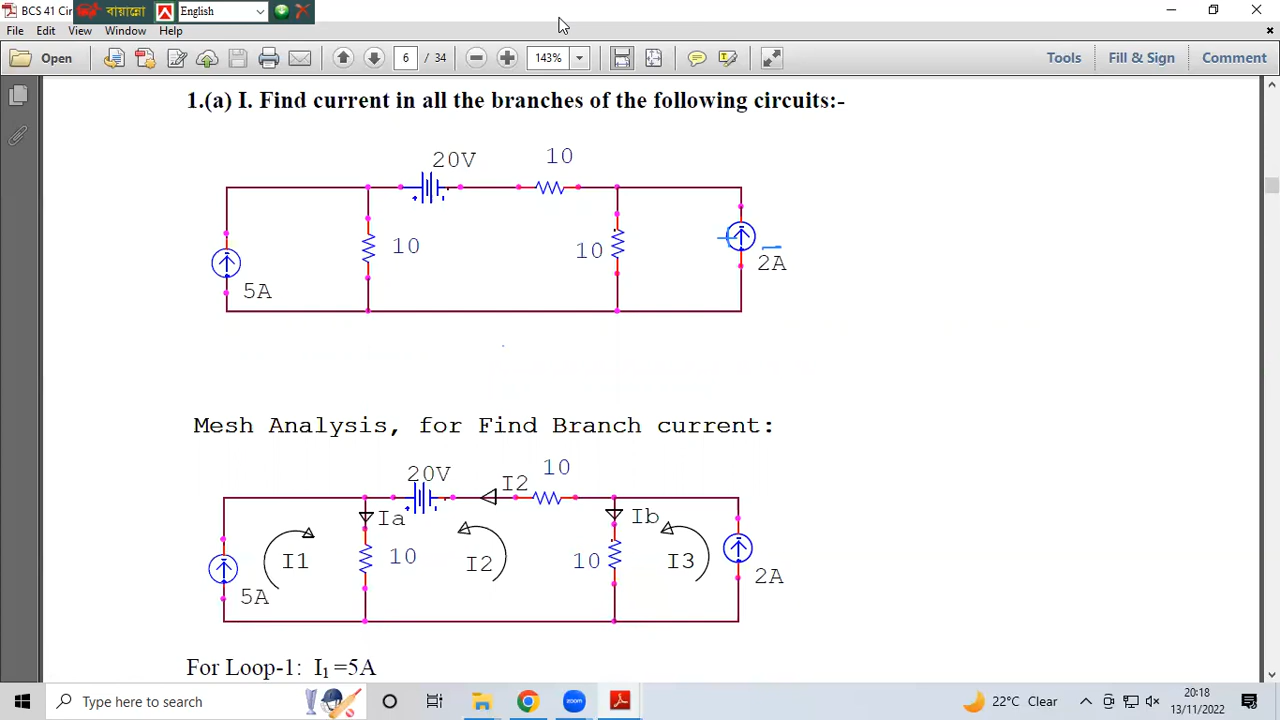 BCS 41 Cir
বায়ান্নো
English
File Edit View Window Help
Open
6 / 34
143%
Tools
Fill & Sign
Comment
1.(a) I. Find current in all the branches of the following circuits:-
20V
10
10
10
5A
2A
Mesh Analysis, for Find Branch current:
20V
10
I2
Ia
Ib
I1
10
I2
10
I3
5A
2A
For Loop-1: I₁ =5A
Type here to search
zoom
22°C Clear
20:18
13/11/2022